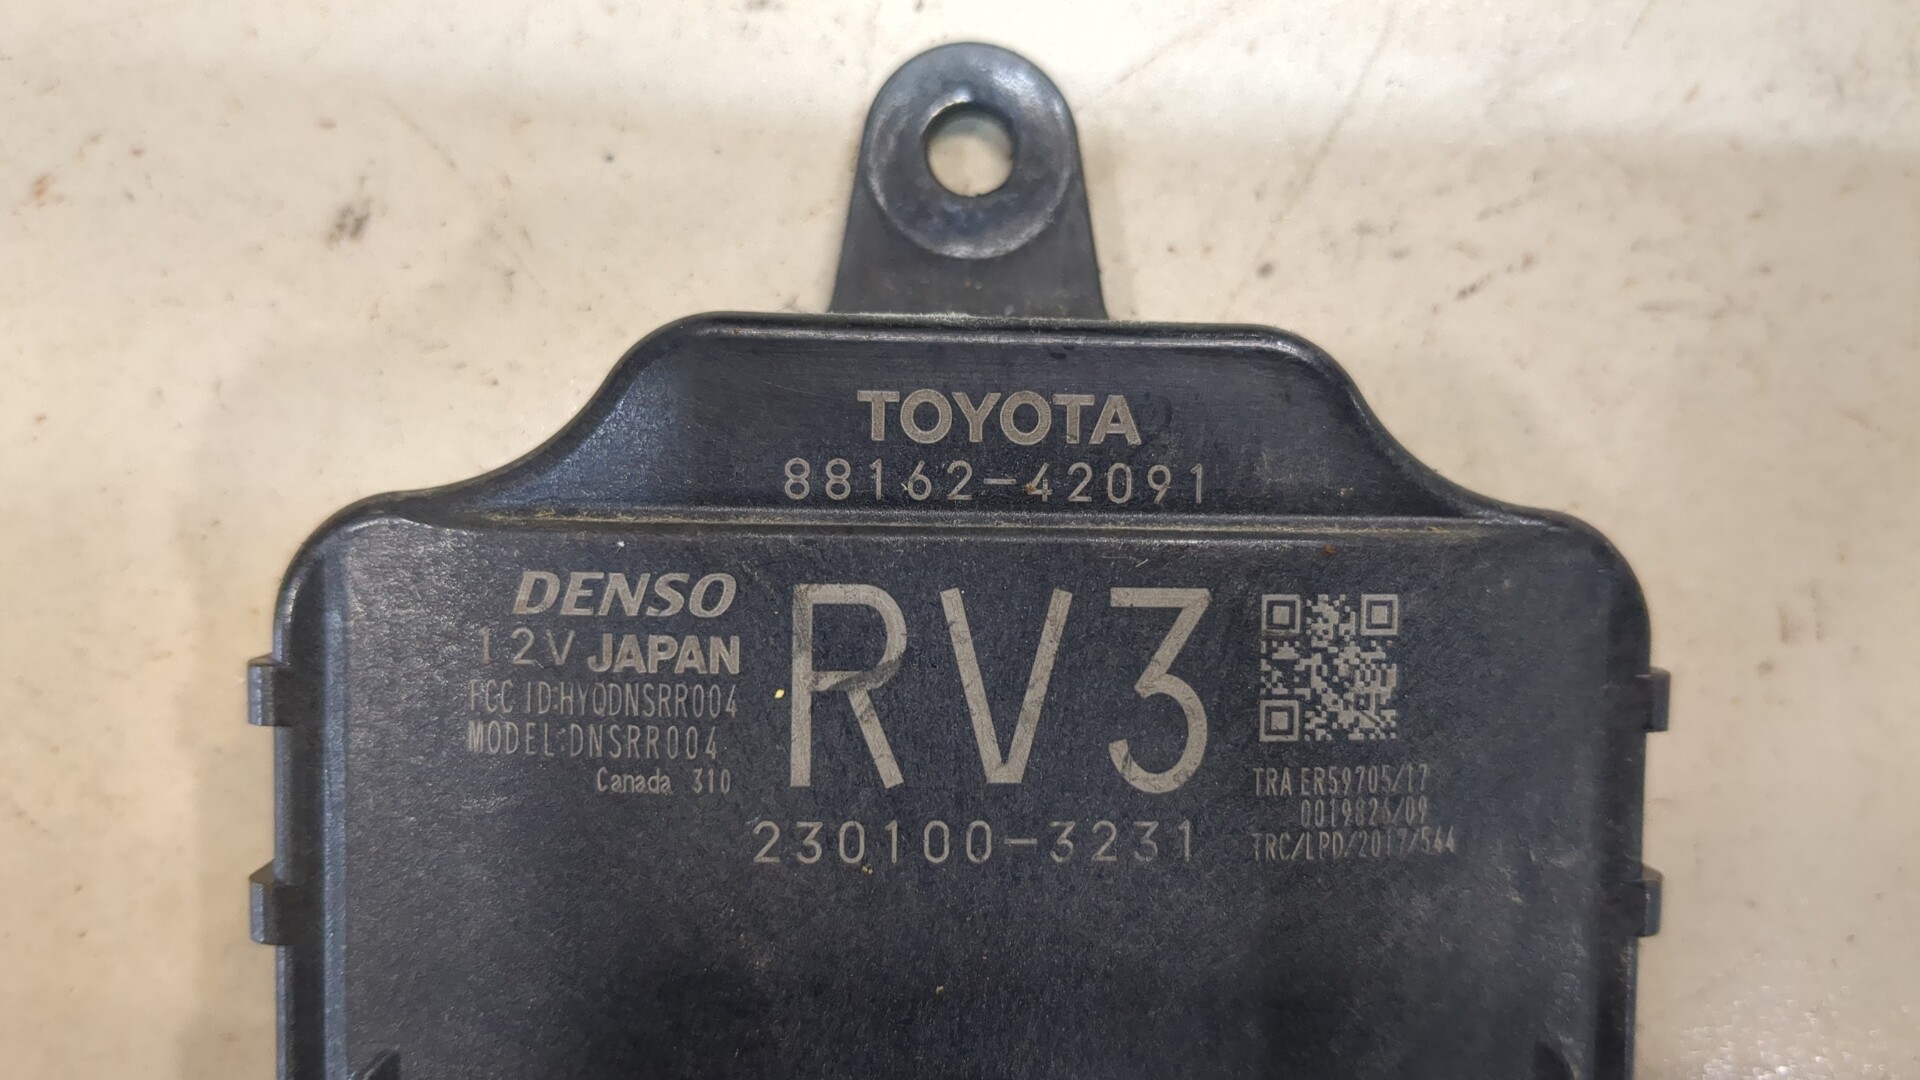 TOYOTA
88162-42091
DENSO
12V JAPAN
FCC ID:HYQDNSRR004
MODEL:DNSRR004
Canada 310
RV3
230100-3231
TRA ER59705/17
0019826/09
TRC/LPD/2017/544